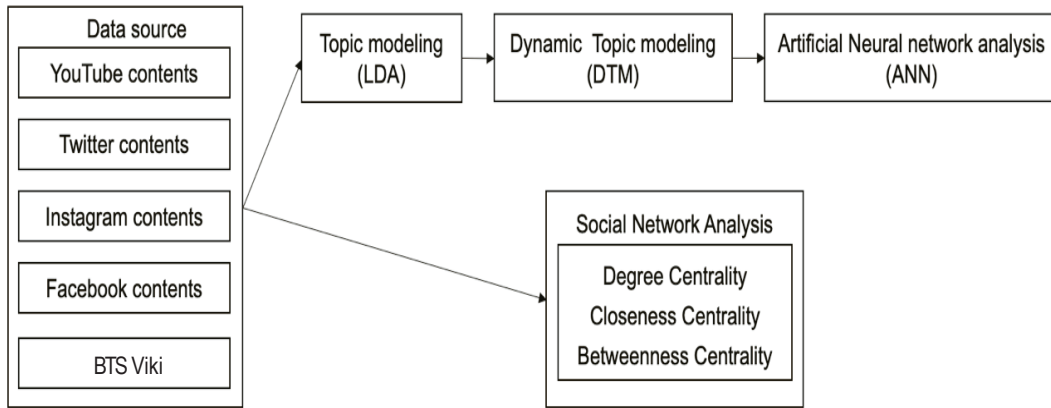 Data source
YouTube contents
Twitter contents
Instagram contents
Facebook contents
BTS Viki
Topic modeling
(LDA)
Dynamic Topic modeling
(DTM)
Artificial Neural network analysis
(ANN)
Social Network Analysis
Degree Centrality
Closeness Centrality
Betweenness Centrality